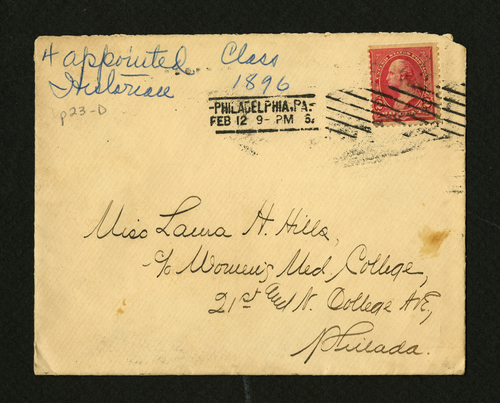 + appointed Class
Historian 1896
p23-D
PHILADELPHIA, PA.
FEB 12 9 - PM 6.
Miss Laura H. Hills,
c/o Women's Med. College,
21st and N. College Ave,
Philada.